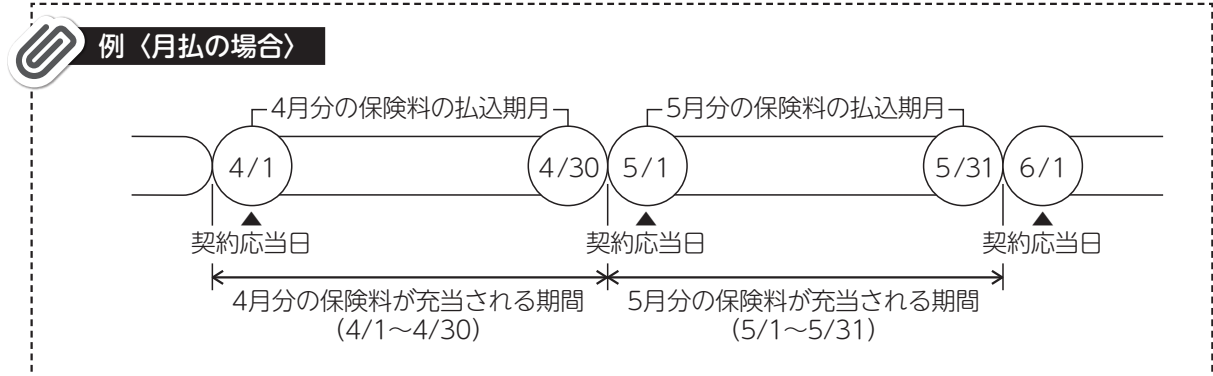 例〈月払の場合〉
4月分の保険料の払込期月
5月分の保険料の払込期月
4/1
4/30
5/1
5/31
6/1
契約応当日
契約応当日
契約応当日
4月分の保険料が充当される期間
(4/1～4/30)
5月分の保険料が充当される期間
(5/1～5/31)